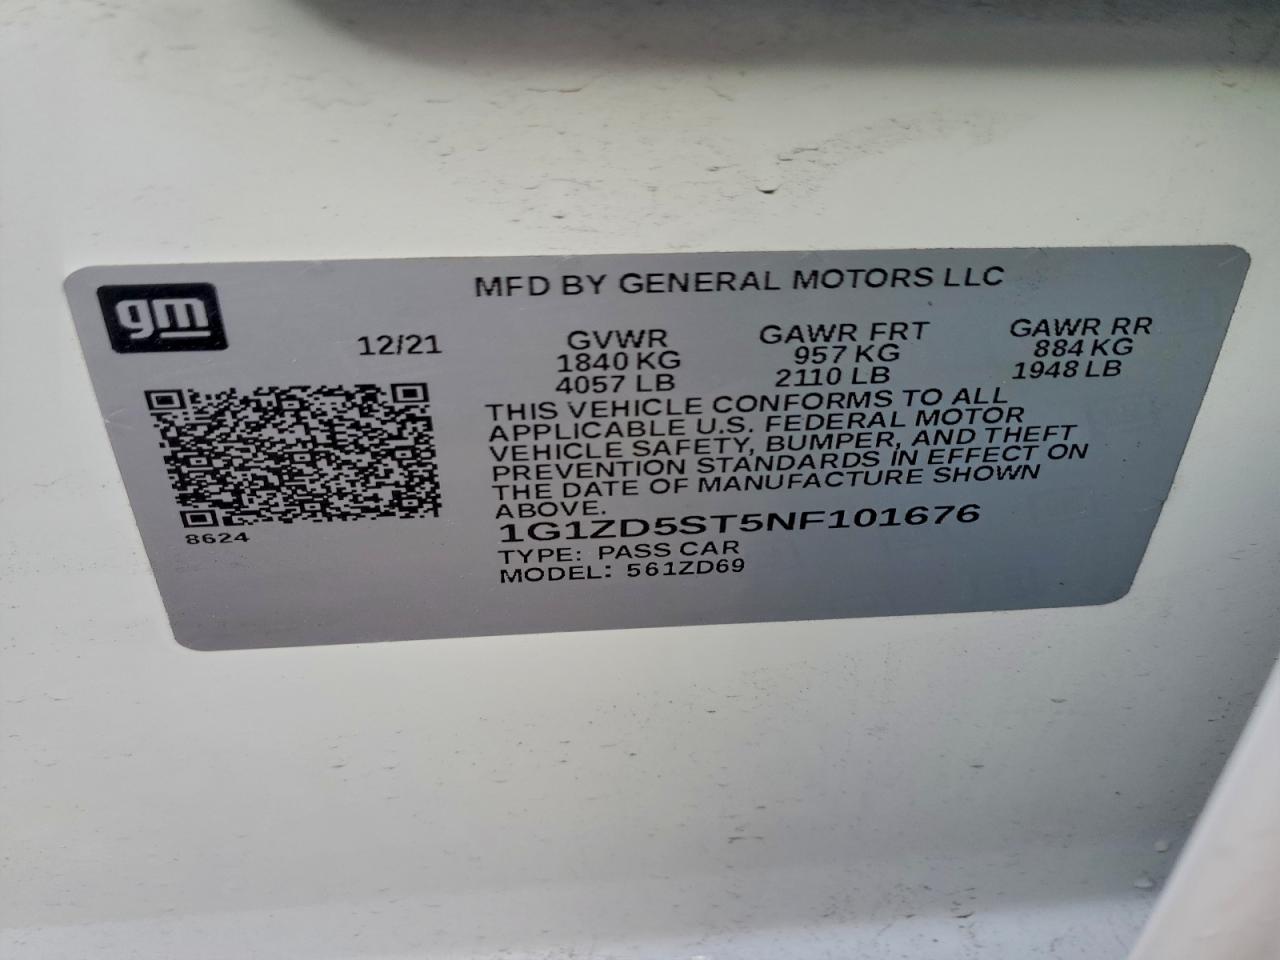 gm
MFD BY GENERAL MOTORS LLC
12/21
GVWR
1840 KG
4057 LB
GAWR FRT
957 KG
2110 LB
GAWR RR
884 KG
1948 LB
THIS VEHICLE CONFORMS TO ALL
APPLICABLE U.S. FEDERAL MOTOR
VEHICLE SAFETY, BUMPER, AND THEFT
PREVENTION STANDARDS IN EFFECT ON
THE DATE OF MANUFACTURE SHOWN
ABOVE.
1G1ZD5ST5NF101676
TYPE: PASS CAR
MODEL: 561ZD69
8624